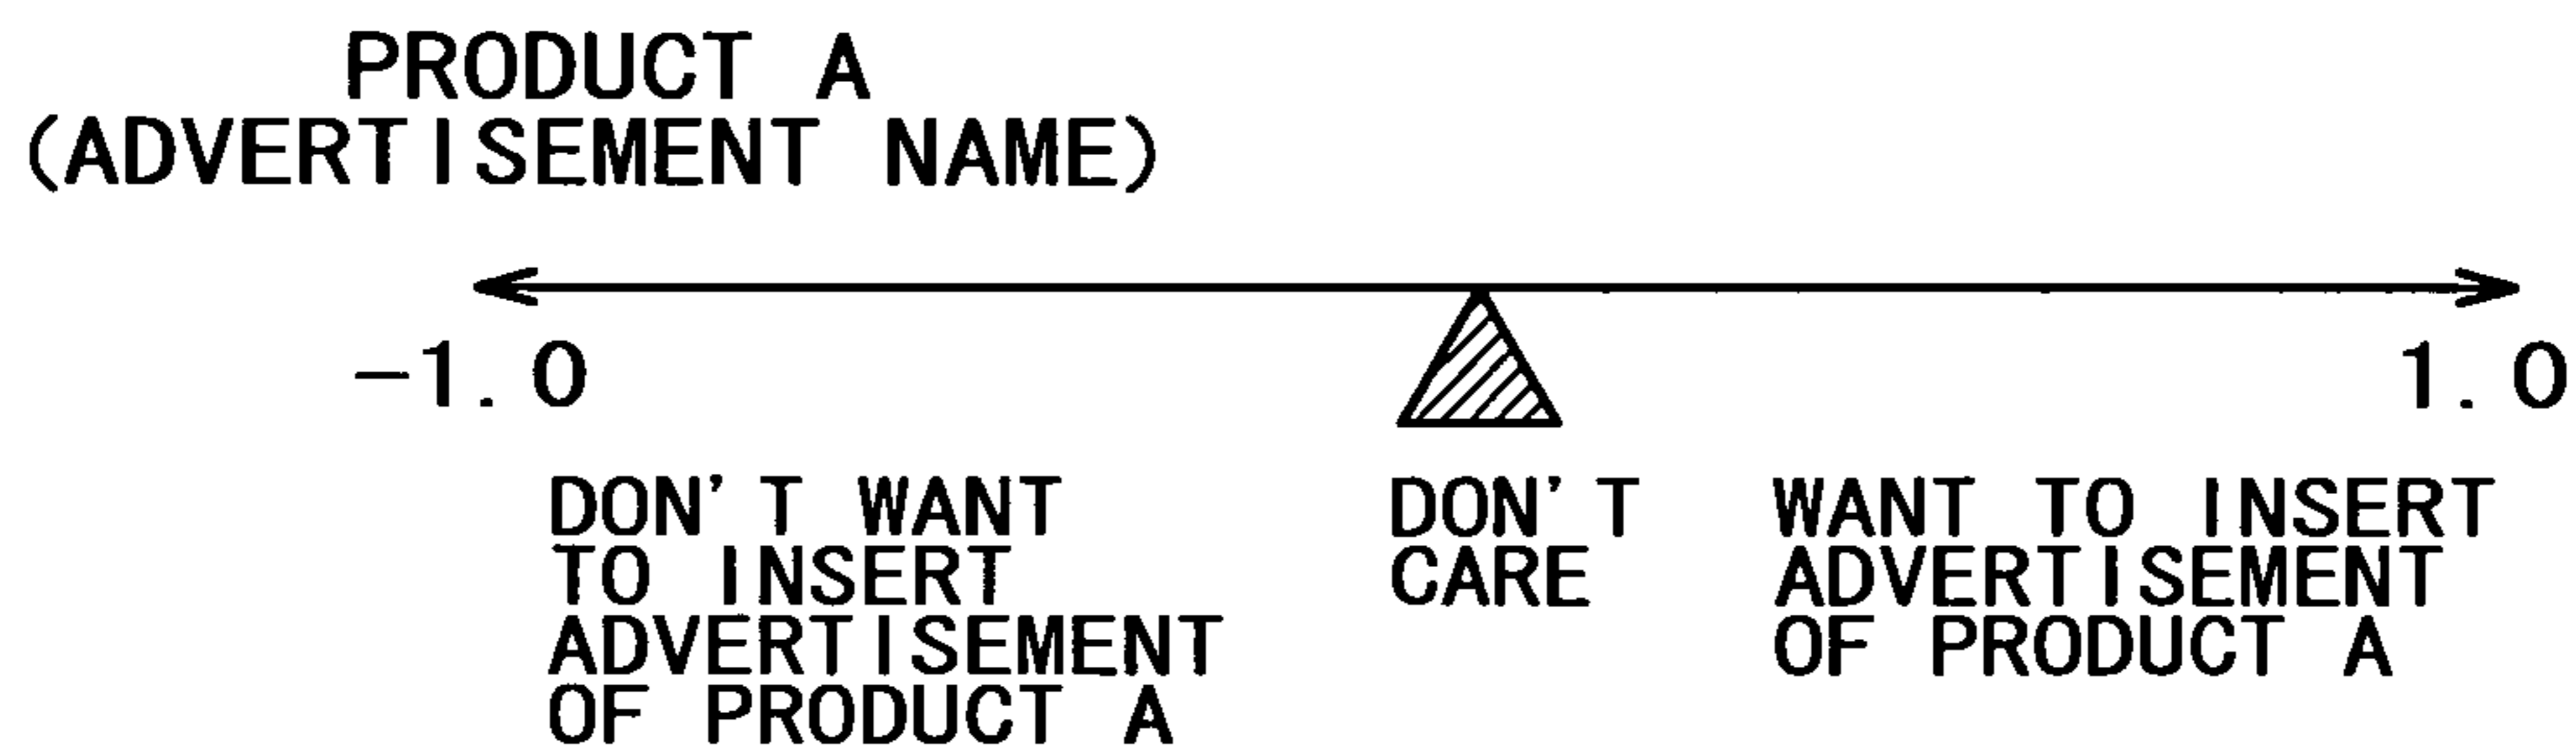 PRODUCT A
(ADVERTISEMENT NAME)
-1.0
1.0
DON'T WANT
TO INSERT
ADVERTISEMENT
OF PRODUCT A
DON'T
CARE
WANT TO INSERT
ADVERTISEMENT
OF PRODUCT A